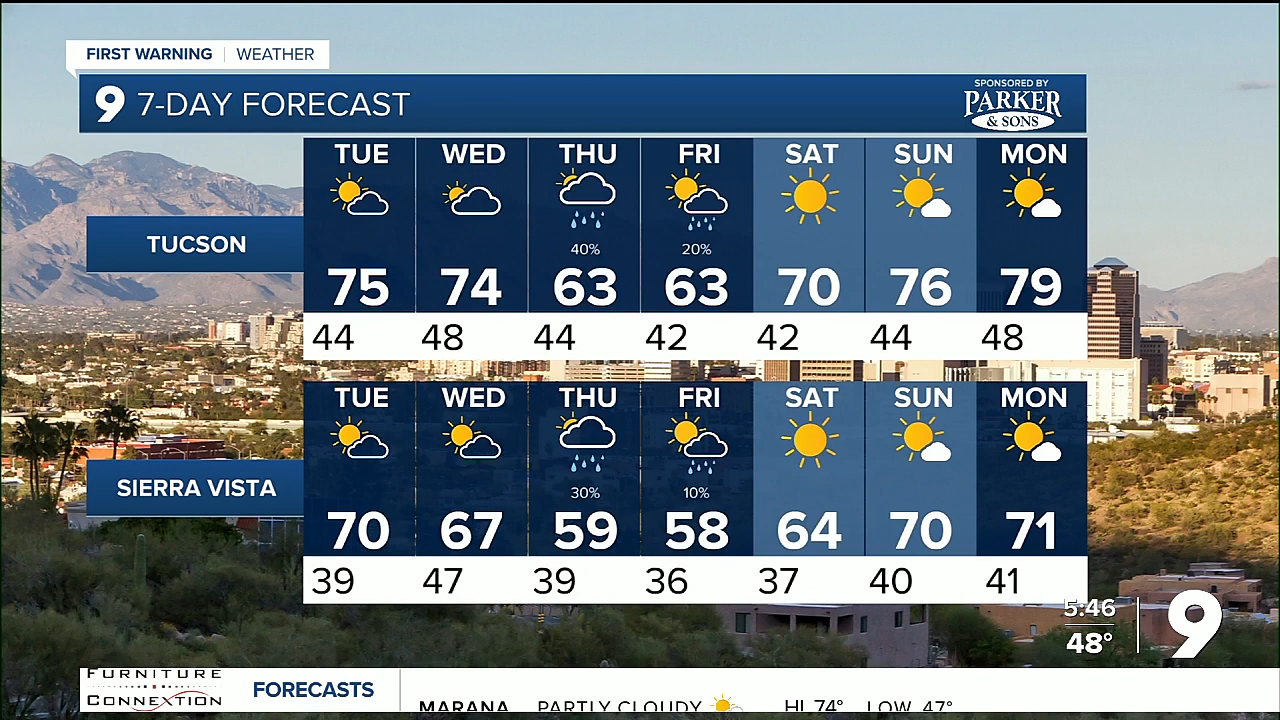 FIRST WARNING | WEATHER
9 7-DAY FORECAST
SPONSORED BY
PARKER
& SONS
TUE WED THU FRI SAT SUN MON
40% 20%
TUCSON
75 74 63 63 70 76 79
44 48 44 42 42 44 48
TUE WED THU FRI SAT SUN MON
30% 10%
SIERRA VISTA
70 67 59 58 64 70 71
39 47 39 36 37 40 41
5:46
48°
9
FURNITURE
CONNEXTION
FORECASTS
MARANA PARTLY CLOUDY HI 74° LOW 47°